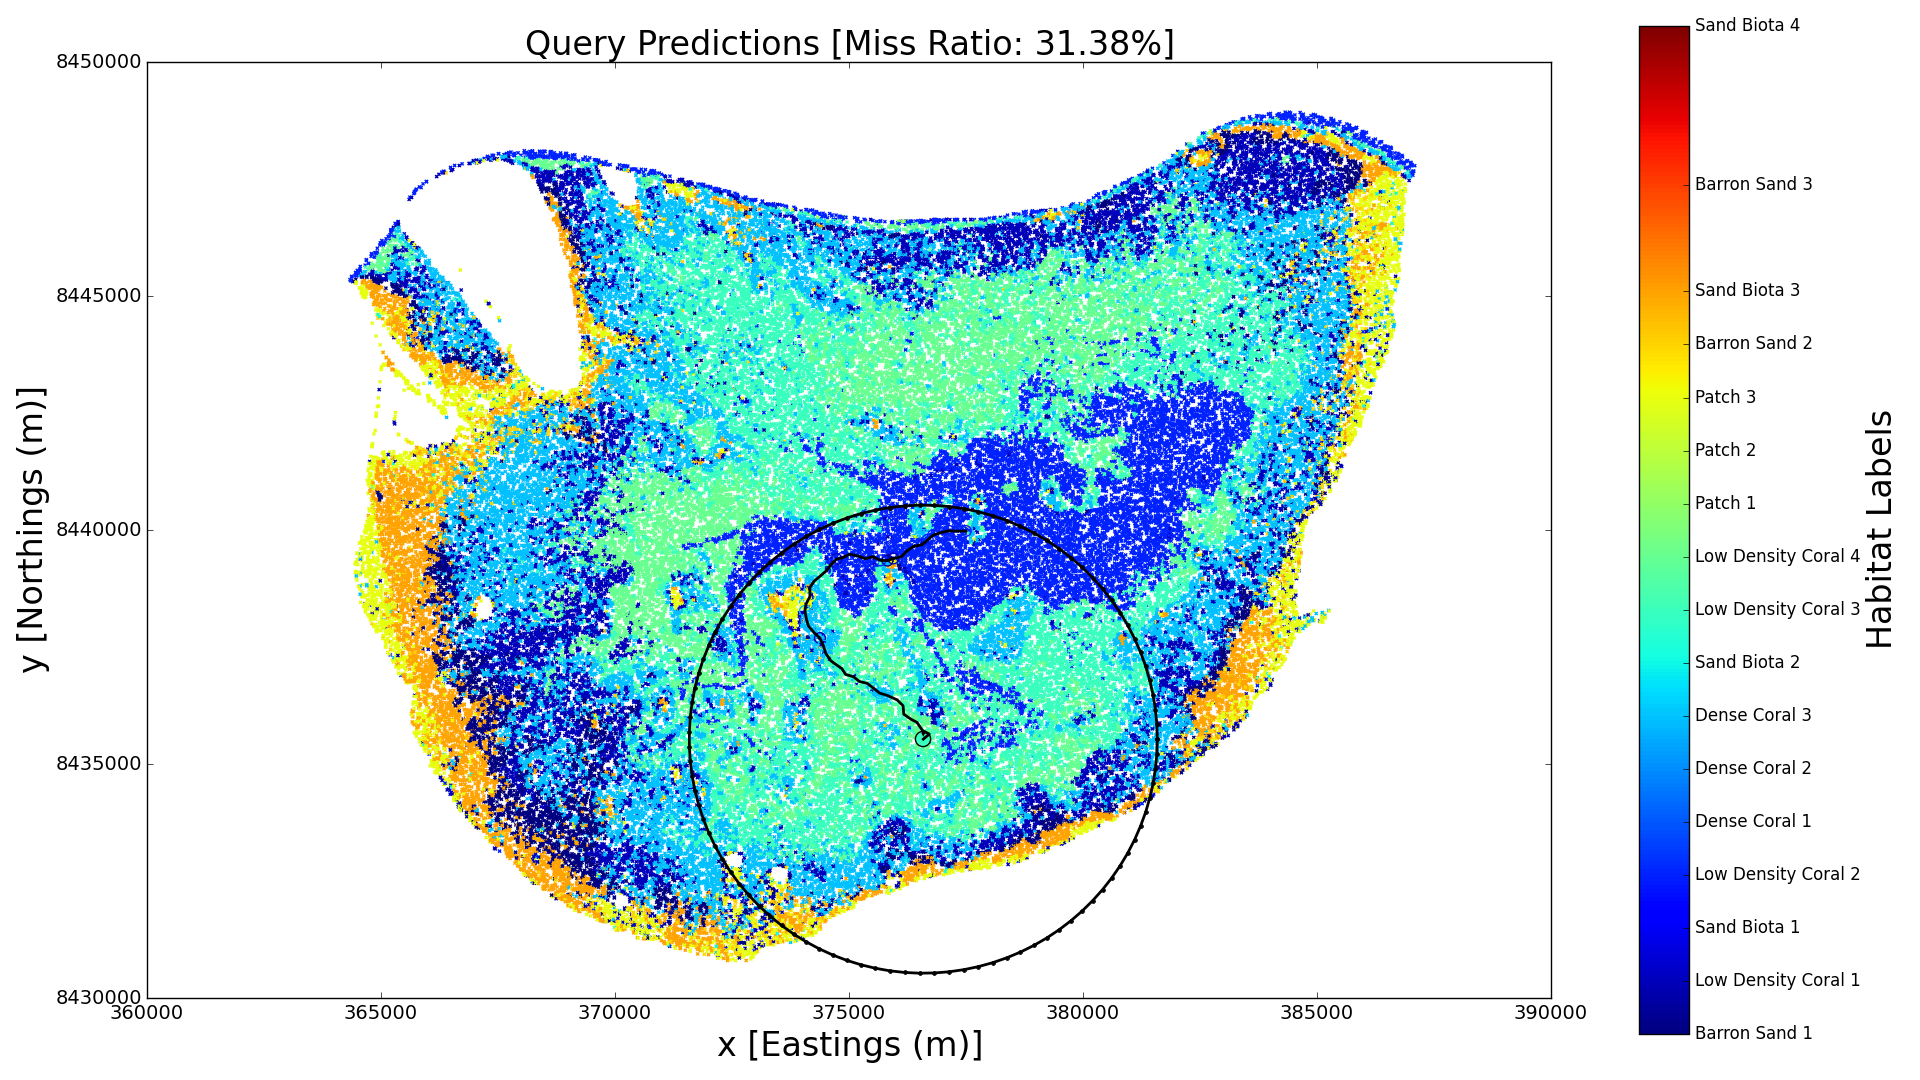 Query Predictions [Miss Ratio: 31.38%]
8450000
8445000
8440000
8435000
8430000
y [Northings (m)]
360000
365000
370000
375000
380000
385000
390000
x [Eastings (m)]
Sand Biota 4
Barron Sand 3
Sand Biota 3
Barron Sand 2
Patch 3
Patch 2
Patch 1
Low Density Coral 4
Low Density Coral 3
Sand Biota 2
Dense Coral 3
Dense Coral 2
Dense Coral 1
Low Density Coral 2
Sand Biota 1
Low Density Coral 1
Barron Sand 1
Habitat Labels